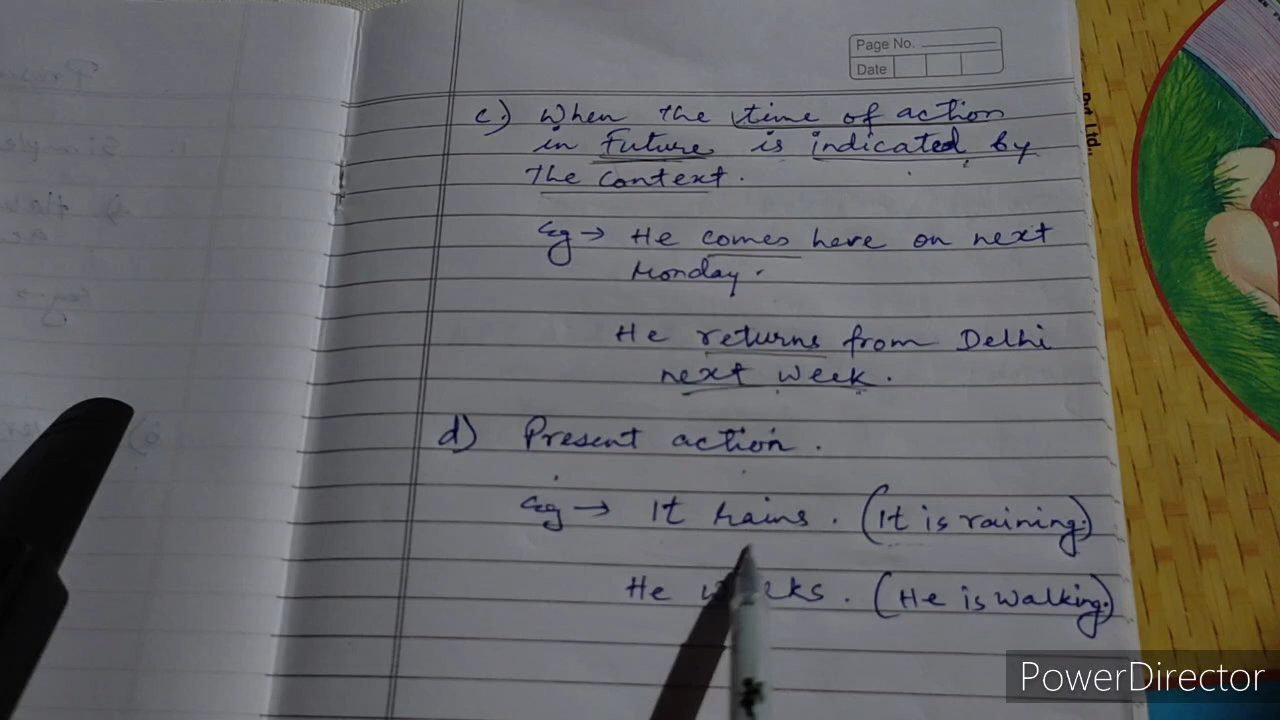 Page No.
Date
c.) When the time of action
in Future is indicated by
the context.
eg → He comes here on next
Monday.
He returns from Delhi
next week.
d) Present action.
eg → It rains. (It is raining.)
He (He is walking.)
Pvt. Ltd.,
PowerDirector